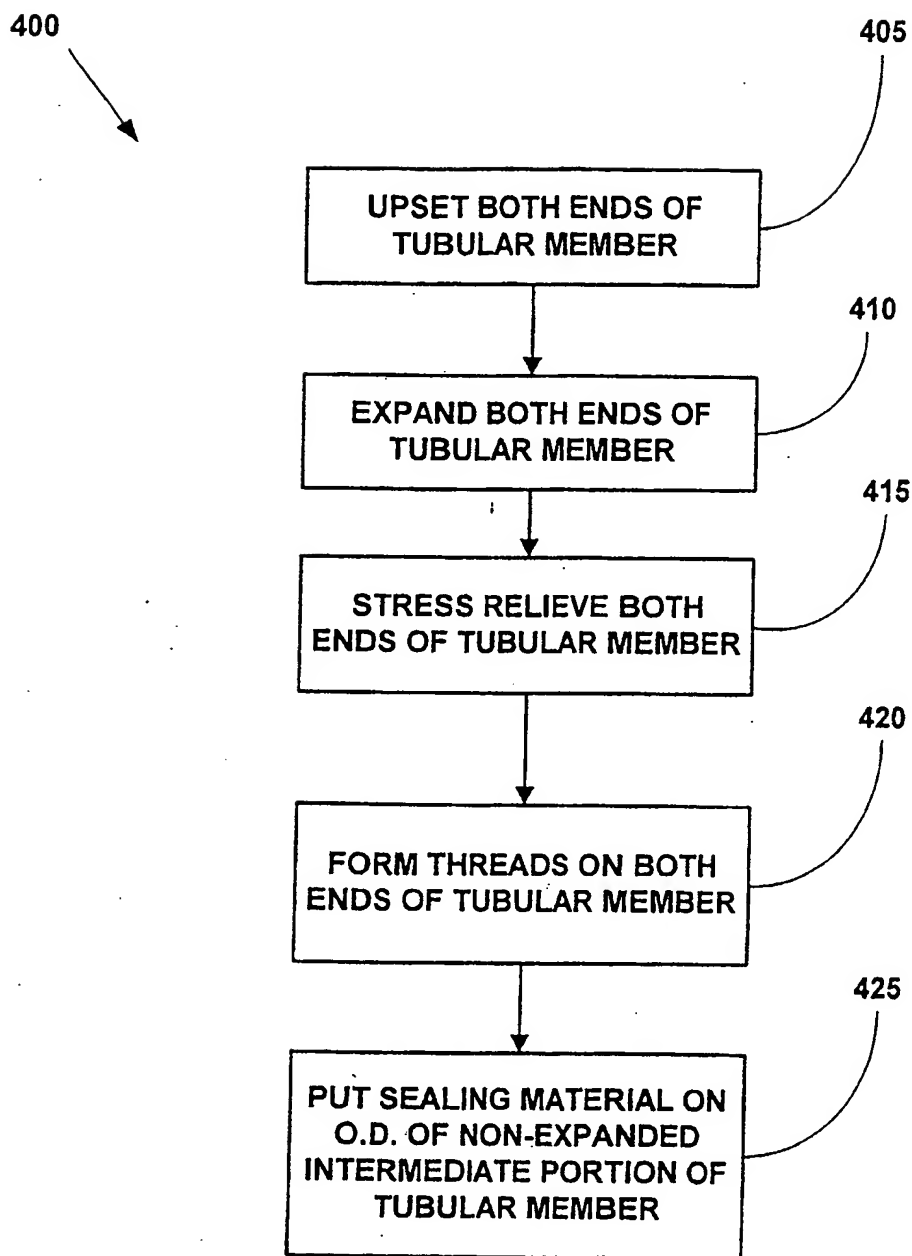 400
405
UPSET BOTH ENDS OF
TUBULAR MEMBER
410
EXPAND BOTH ENDS OF
TUBULAR MEMBER
415
STRESS RELIEVE BOTH
ENDS OF TUBULAR MEMBER
420
FORM THREADS ON BOTH
ENDS OF TUBULAR MEMBER
425
PUT SEALING MATERIAL ON
O.D. OF NON-EXPANDED
INTERMEDIATE PORTION OF
TUBULAR MEMBER